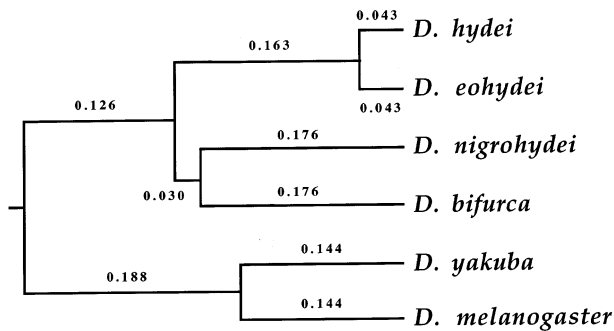 0.043
D. hydei
0.163
0.043
D. eohydei
0.126
0.176
D. nigrohydei
0.030
0.176
D. bifurca
0.144
D. yakuba
0.188
0.144
D. melanogaster